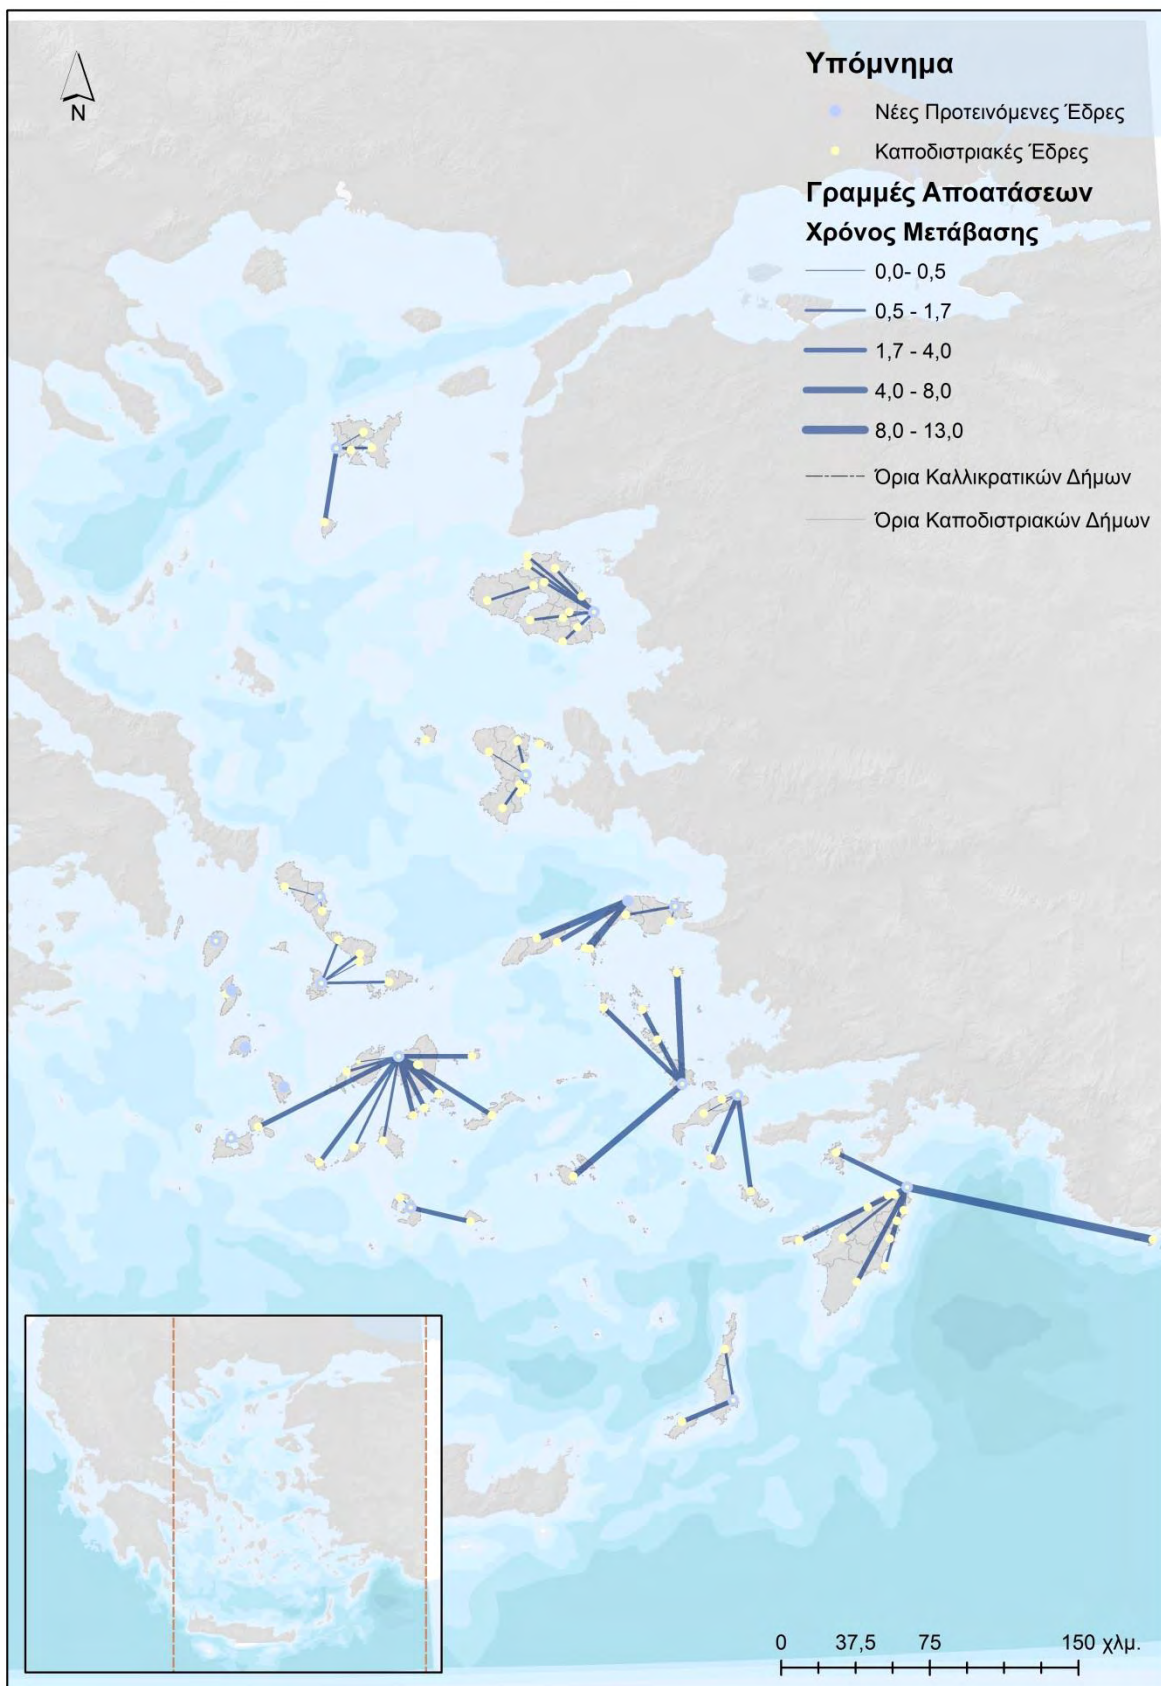 N
Υπόμνημα
Νέες Προτεινόμενες Έδρες
Καποδιστριακές Έδρες
Γραμμές Αποατάσεων
Χρόνος Μετάβασης
0,0- 0,5
0,5 - 1,7
1,7 - 4,0
4,0 - 8,0
8,0 - 13,0
Όρια Καλλικρατικών Δήμων
Όρια Καποδιστριακών Δήμων
0 37,5 75 150 χλμ.